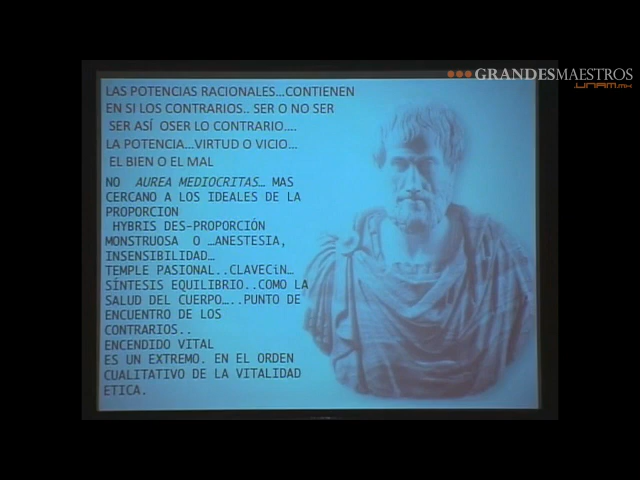 GRANDESMAESTROS
UNAM.MX
LAS POTENCIAS RACIONALES...CONTIENEN
EN SI LOS CONTRARIOS.. SER O NO SER
SER ASÍ OSER LO CONTRARIO....
LA POTENCIA...VIRTUD O VICIO...
EL BIEN O EL MAL
NO AUREA MEDIOCRITAS... MAS
CERCANO A LOS IDEALES DE LA
PROPORCION
HYBRIS DES-PROPORCIÓN
MONSTRUOSA O ...ANESTESIA,
INSENSIBILIDAD...
TEMPLE PASIONAL..CLAVECiN...
SÍNTESIS EQUILIBRIO..COMO LA
SALUD DEL CUERPO.....PUNTO DE
ENCUENTRO DE LOS
CONTRARIOS..
ENCENDIDO VITAL
ES UN EXTREMO. EN EL ORDEN
CUALITATIVO DE LA VITALIDAD
ETICA.